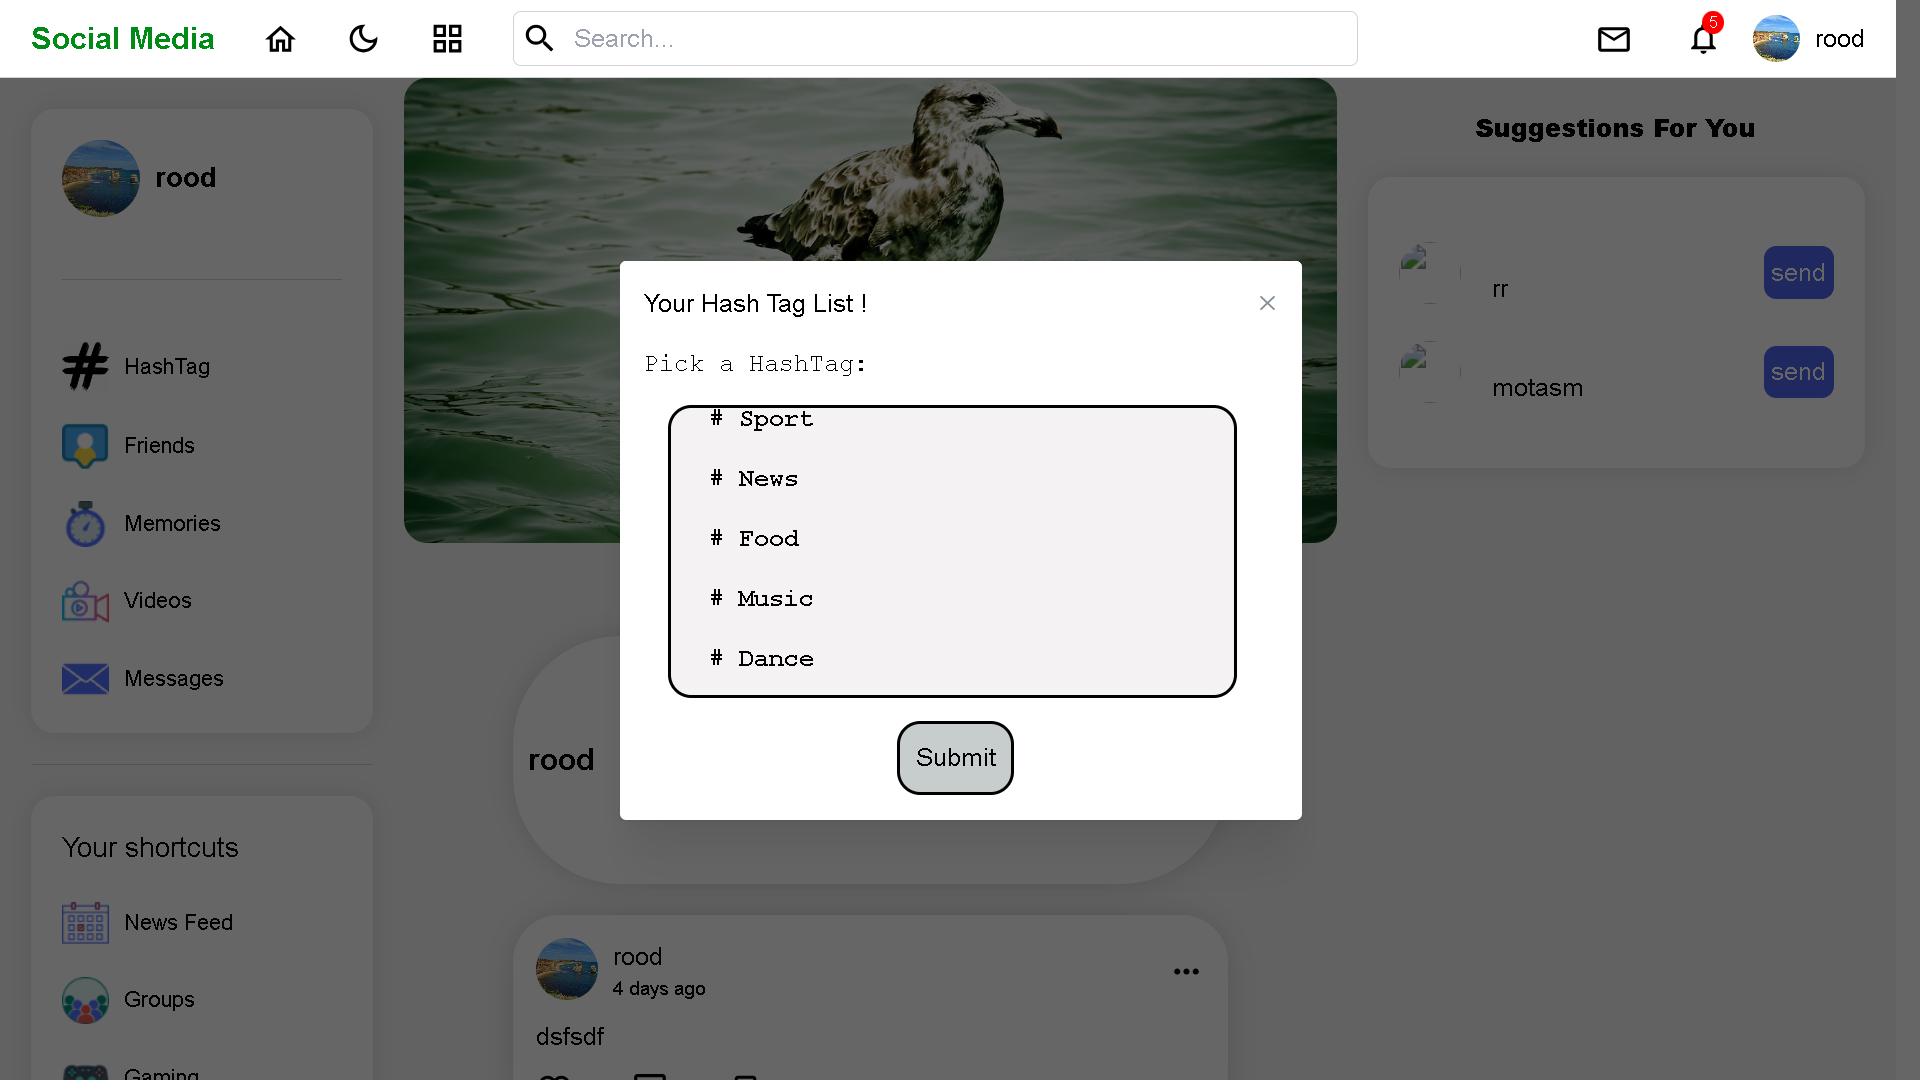 Social Media
Search...
5
rood
rood
HashTag
Friends
Memories
Videos
Messages
Your shortcuts
News Feed
Groups
Gaming
Suggestions For You
rr
send
motasm
send
Your Hash Tag List !
Pick a HashTag:
# Sport
# News
# Food
# Music
# Dance
Submit
rood
rood
4 days ago
dsfsdf